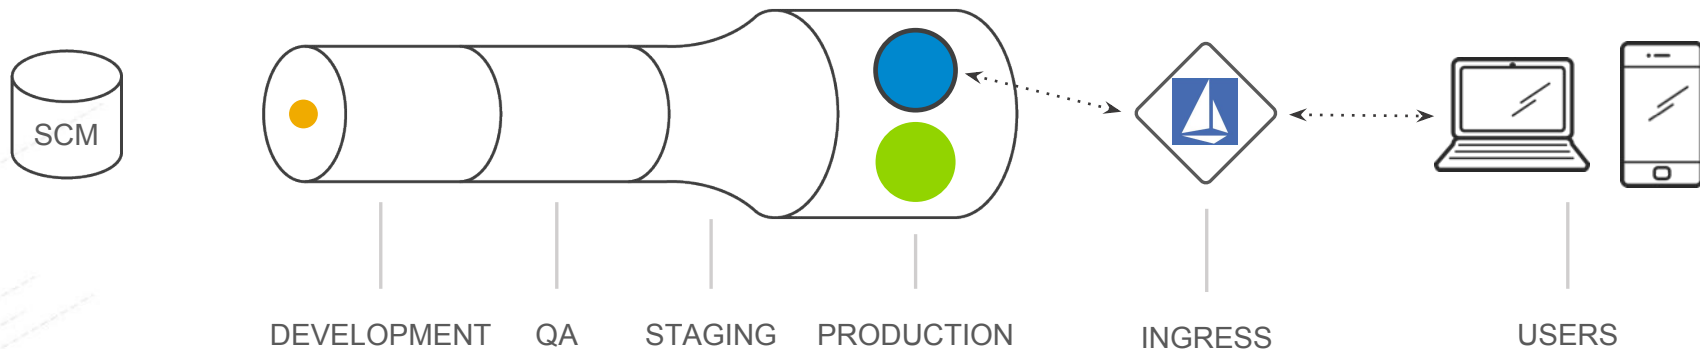 SCM
DEVELOPMENT
QA
STAGING
PRODUCTION
INGRESS
USERS